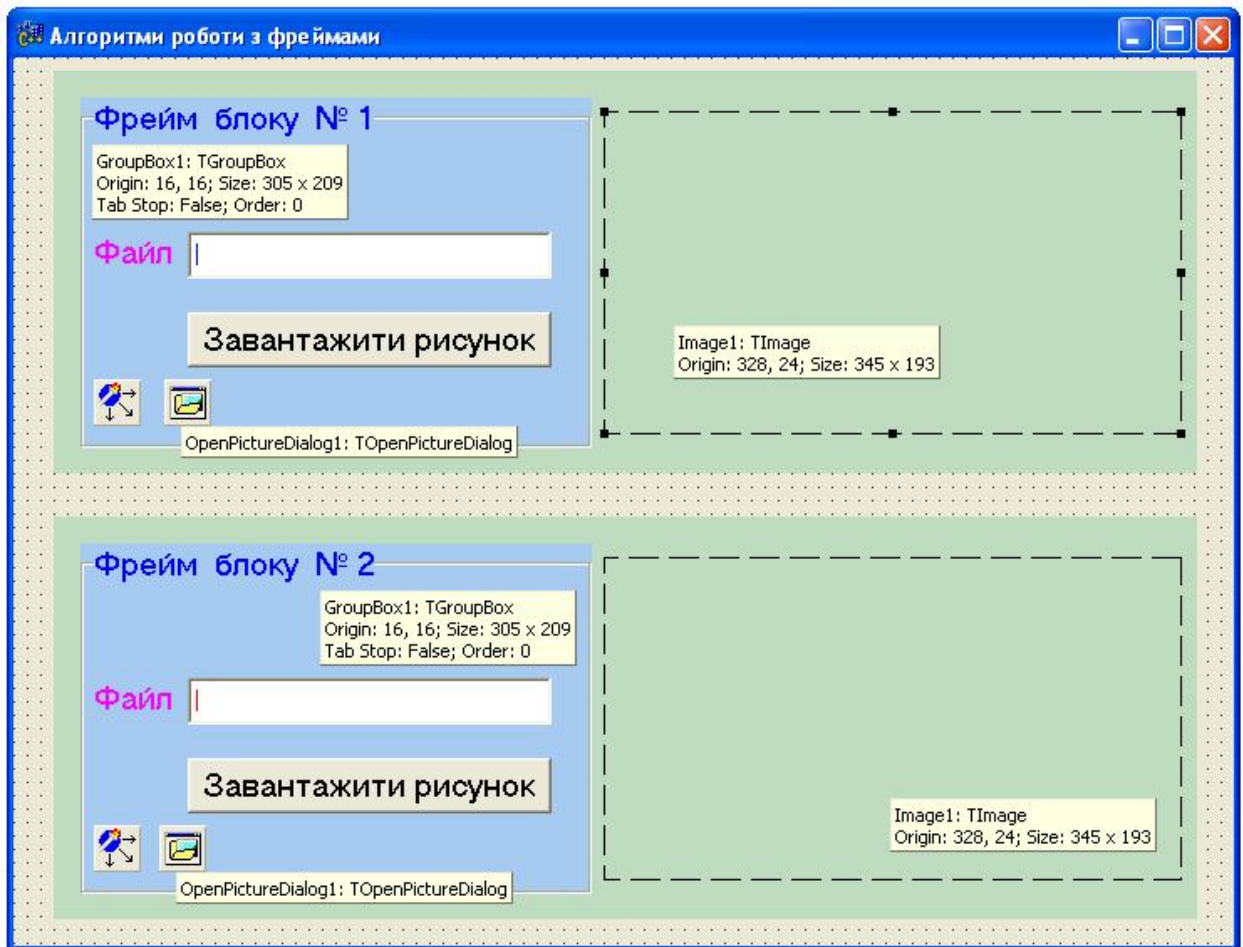 Алгоритми роботи з фреймами
Фрейм блоку № 1
GroupBox1: TGroupBox
Origin: 16, 16; Size: 305 x 209
Tab Stop: False; Order: 0
Файл
Завантажити рисунок
Image1: TImage
Origin: 328, 24; Size: 345 x 193
OpenPictureDialog1: TOpenPictureDialog
Фрейм блоку № 2
GroupBox1: TGroupBox
Origin: 16, 16; Size: 305 x 209
Tab Stop: False; Order: 0
Файл
Завантажити рисунок
Image1: TImage
Origin: 328, 24; Size: 345 x 193
OpenPictureDialog1: TOpenPictureDialog